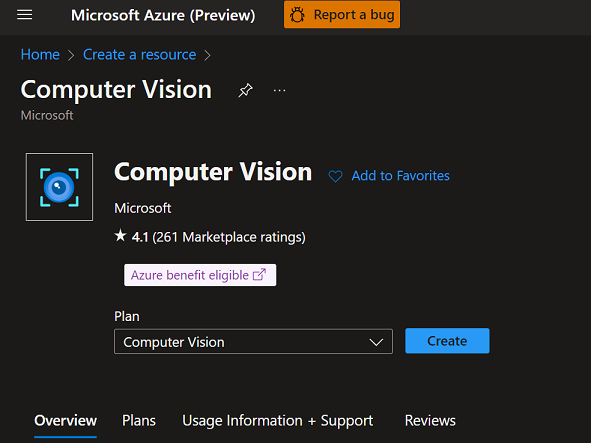 Microsoft Azure (Preview) Report a bug
Home > Create a resource >
Computer Vision ...
Microsoft
Computer Vision Add to Favorites
Microsoft
★ 4.1 (261 Marketplace ratings)
Azure benefit eligible
Plan
Computer Vision Create
Overview Plans Usage Information + Support Reviews